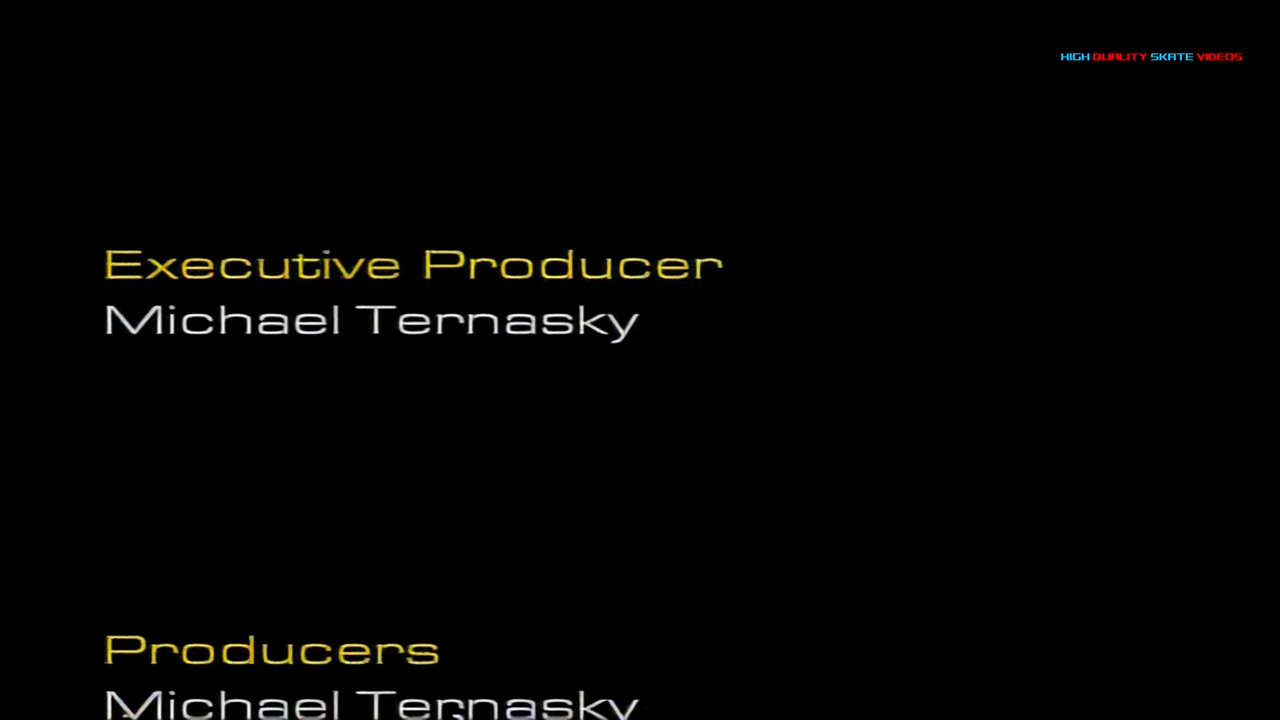 HIGH QUALITY SKATE VIDEOS
Executive Producer
Michael Ternasky
Producers
Michael Ternasky